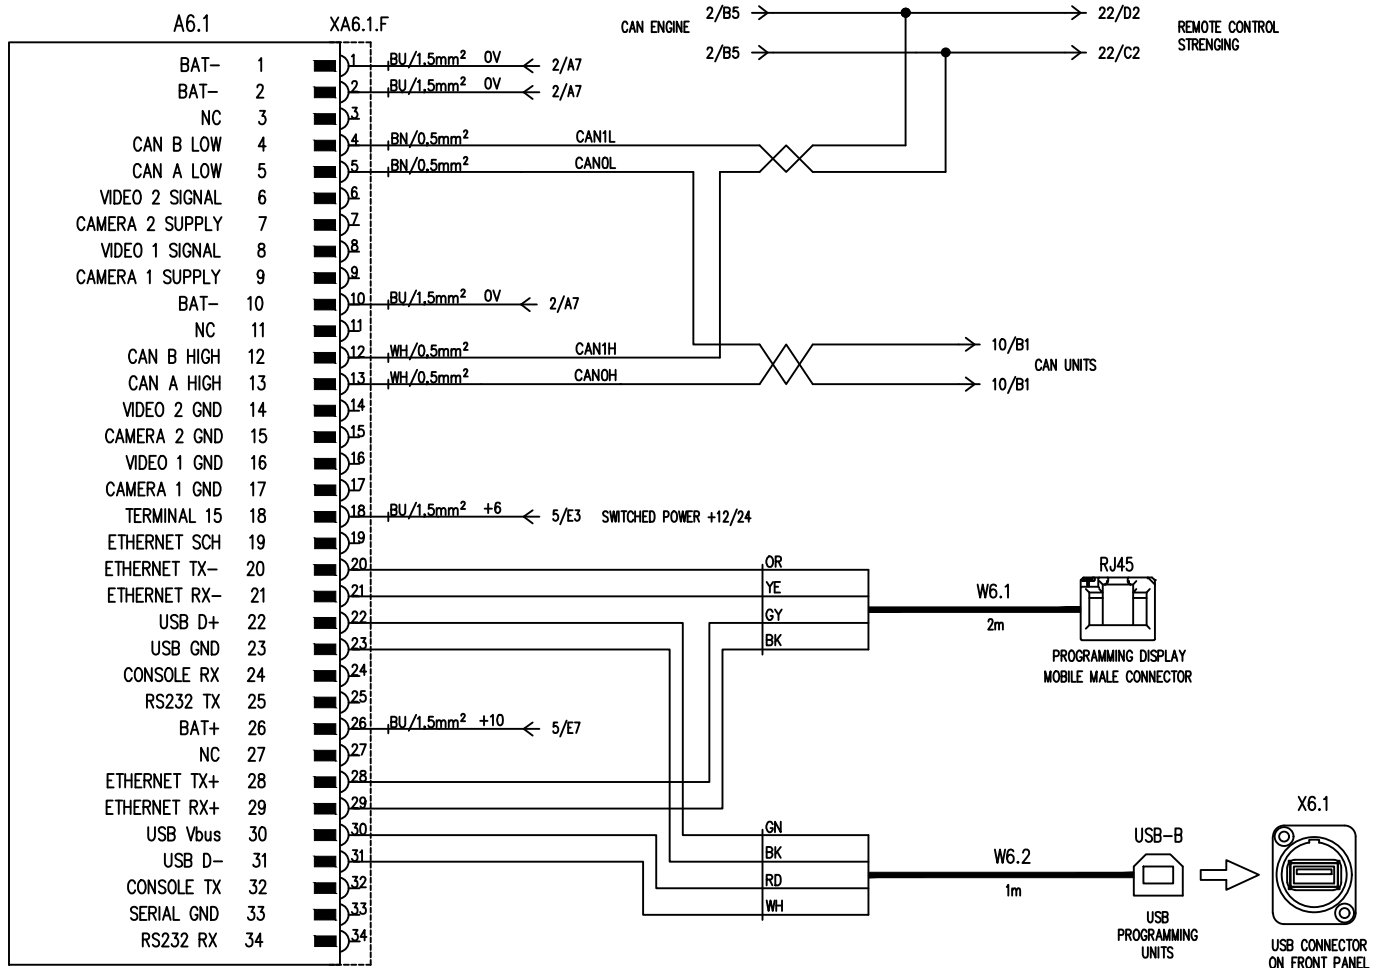 A6.1 XA6.1.F
CAN ENGINE 2/B5 22/D2
2/B5 22/C2
REMOTE CONTROL
STRENGING
BAT- 1 1 BU/1.5mm² 0V 2/A7
BAT- 2 2 BU/1.5mm² 0V 2/A7
NC 3 3
CAN B LOW 4 4 BN/0.5mm² CAN1L
CAN A LOW 5 5 BN/0.5mm² CAN0L
VIDEO 2 SIGNAL 6 6
CAMERA 2 SUPPLY 7 7
VIDEO 1 SIGNAL 8 8
CAMERA 1 SUPPLY 9 9
BAT- 10 10 BU/1.5mm² 0V 2/A7
NC 11 11
CAN B HIGH 12 12 WH/0.5mm² CAN1H 10/B1
CAN UNITS
CAN A HIGH 13 13 WH/0.5mm² CAN0H 10/B1
VIDEO 2 GND 14 14
CAMERA 2 GND 15 15
VIDEO 1 GND 16 16
CAMERA 1 GND 17 17
TERMINAL 15 18 18 BU/1.5mm² +6 5/E3 SWITCHED POWER +12/24
ETHERNET SCH 19 19
ETHERNET TX- 20 20 OR
ETHERNET RX- 21 21 YE
USB D+ 22 22 GY
USB GND 23 23 BK
W6.1
2m
RJ45
PROGRAMMING DISPLAY
MOBILE MALE CONNECTOR
CONSOLE RX 24 24
RS232 TX 25 25
BAT+ 26 26 BU/1.5mm² +10 5/E7
NC 27 27
ETHERNET TX+ 28 28
ETHERNET RX+ 29 29
USB Vbus 30 30 GN
USB D- 31 31 BK
CONSOLE TX 32 32 RD
SERIAL GND 33 33 WH
RS232 RX 34 34
W6.2
1m
USB-B
USB
PROGRAMMING
UNITS
X6.1
USB CONNECTOR
ON FRONT PANEL